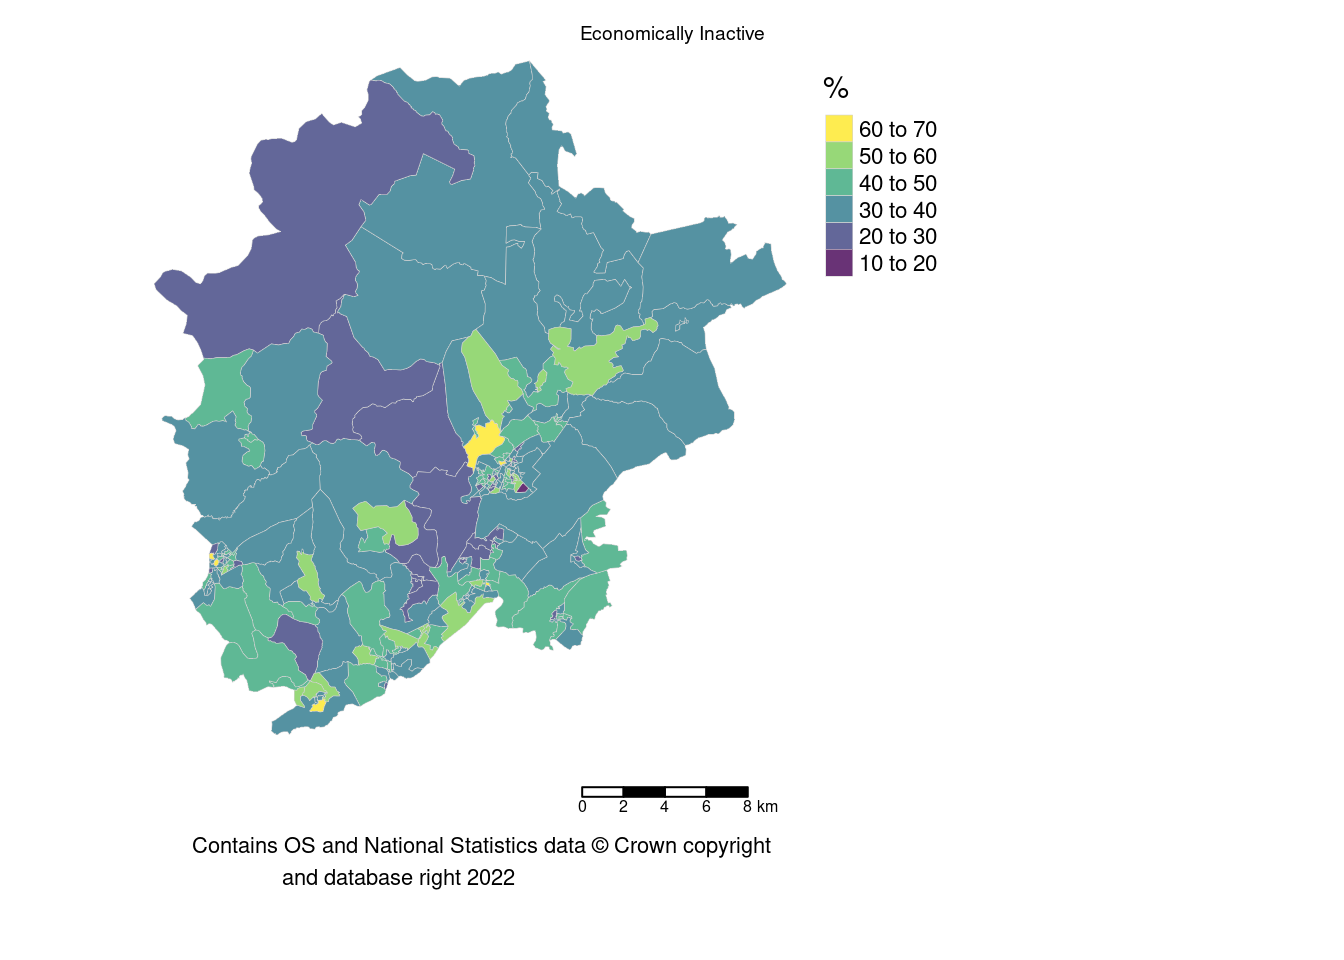 Economically Inactive
%
60 to 70
50 to 60
40 to 50
30 to 40
20 to 30
10 to 20
0 2 4 6 8 km
Contains OS and National Statistics data © Crown copyright
and database right 2022